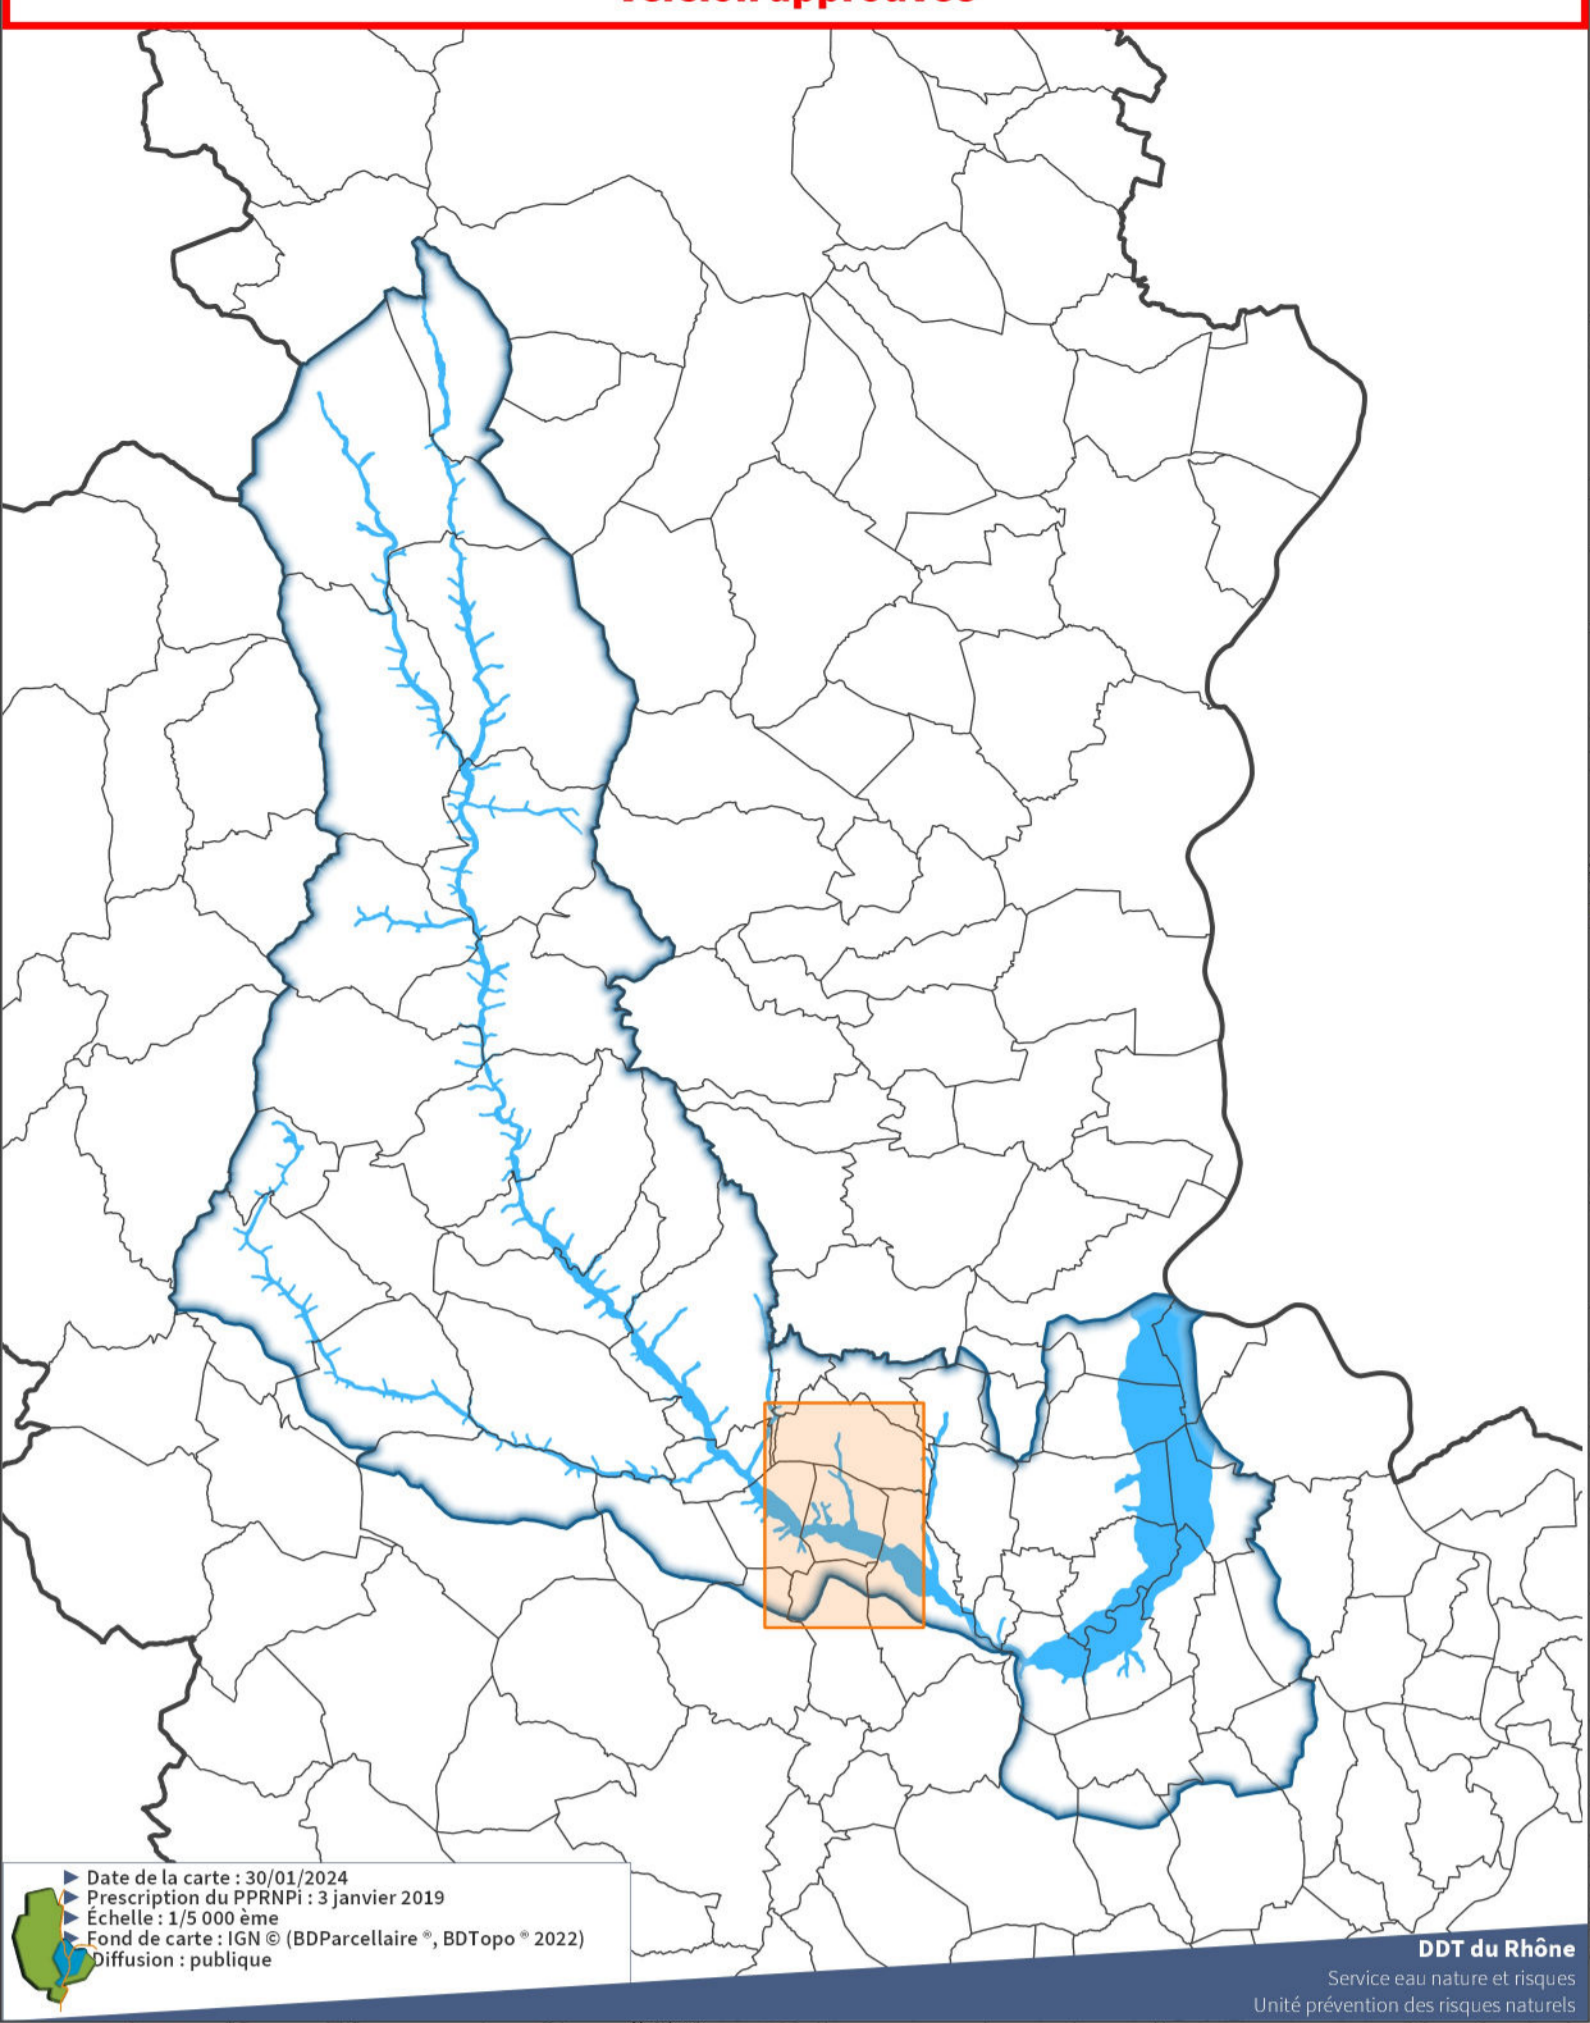 Version approuvée
Date de la carte : 30/01/2024
Prescription du PPRNPi : 3 janvier 2019
Échelle : 1/5 000 ème
Fond de carte : IGN © (BDParcellaire ®, BDTopo ® 2022)
Diffusion : publique
DDT du Rhône
Service eau nature et risques
Unité prévention des risques naturels